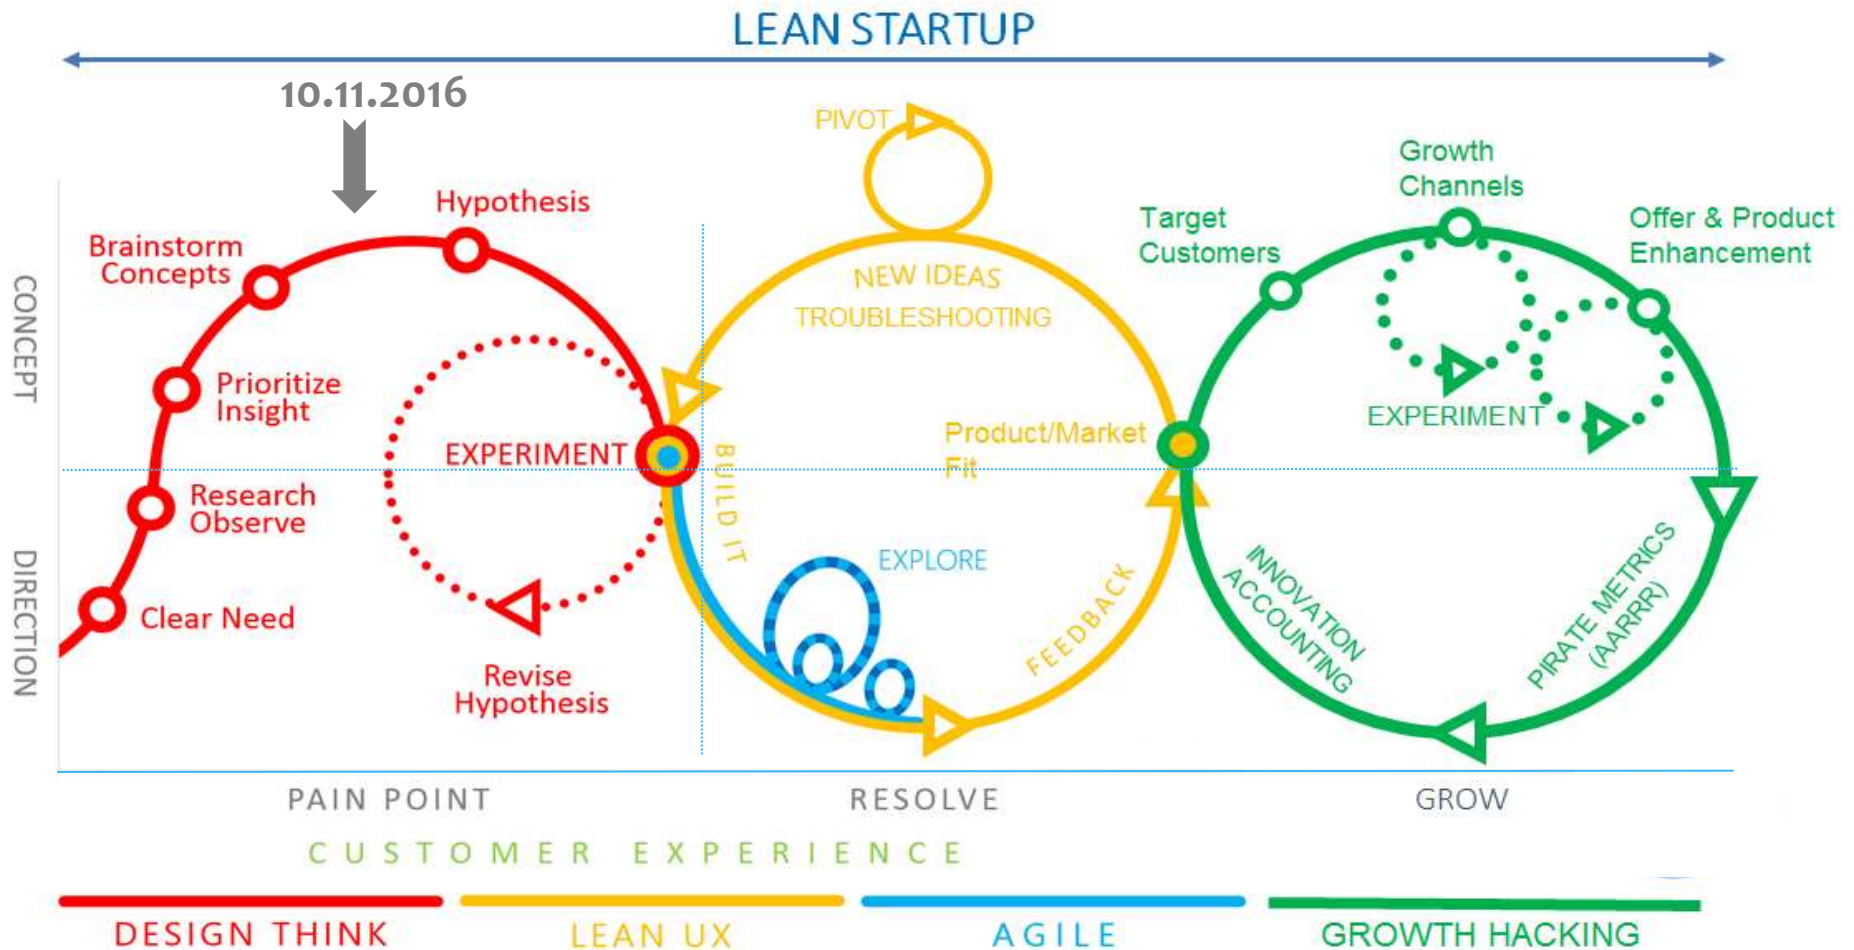 LEAN STARTUP
10.11.2016
PIVOT
Growth
Channels
Hypothesis
Target
Customers
Offer & Product
Enhancement
Brainstorm
Concepts
NEW IDEAS
TROUBLESHOOTING
CONCEPT
Prioritize
Insight
EXPERIMENT
EXPERIMENT
Product/Market
Fit
BUILD IT
Research
Observe
DIRECTION
EXPLORE
FEEDBACK
INNOVATION
ACCOUNTING
PIRATE METRICS
(AARRR)
Clear Need
Revise
Hypothesis
PAIN POINT
RESOLVE
GROW
CUSTOMER EXPERIENCE
DESIGN THINK
LEAN UX
AGILE
GROWTH HACKING